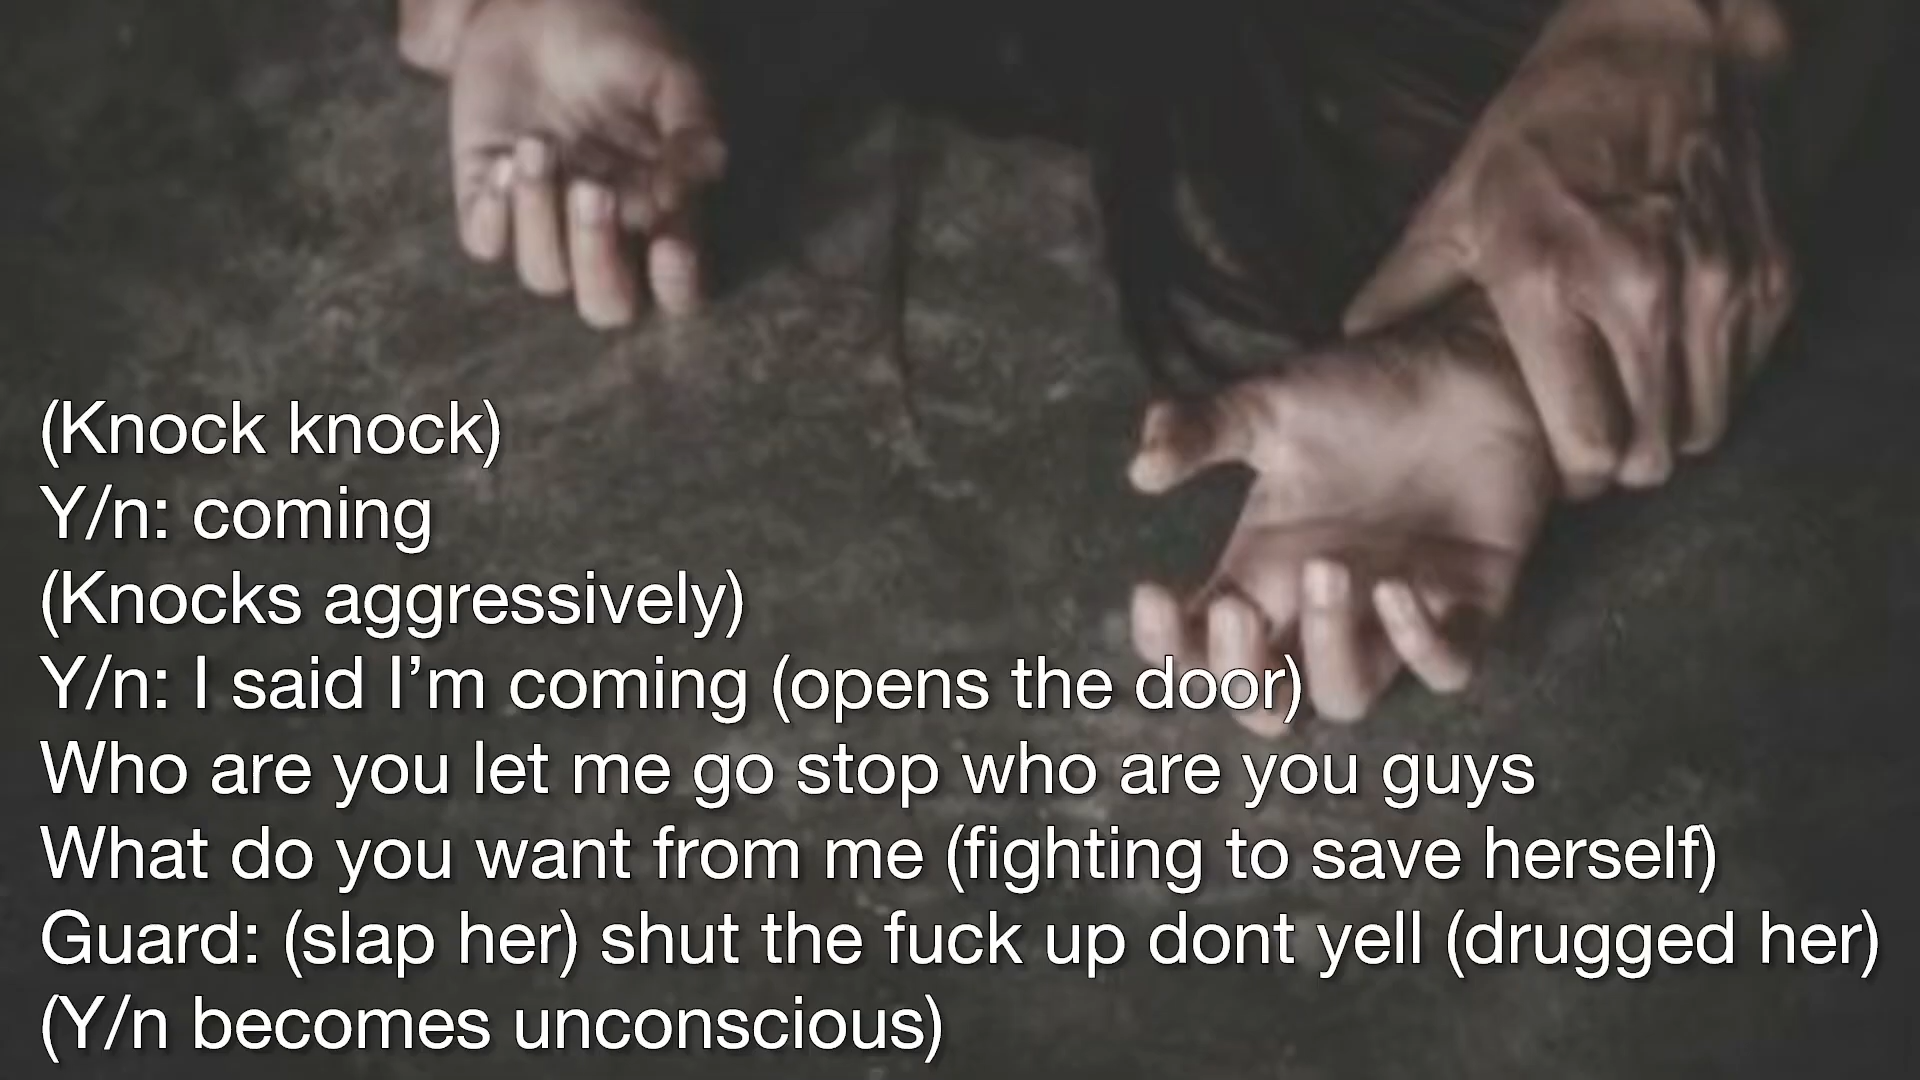 (Knock knock)
Y/n: coming
(Knocks aggressively)
Y/n: I said I’m coming (opens the door)
Who are you let me go stop who are you guys
What do you want from me (fighting to save herself)
Guard: (slap her) shut the fuck up dont yell (drugged her)
(Y/n becomes unconscious)